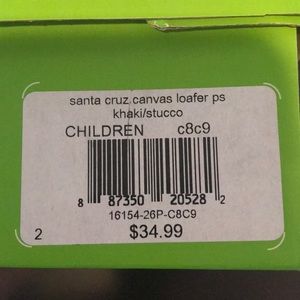 santa cruz canvas loafer ps
khaki/stucco
CHILDREN c8c9
8 87350 20528 2
16154-26P-C8C9
2 $34.99